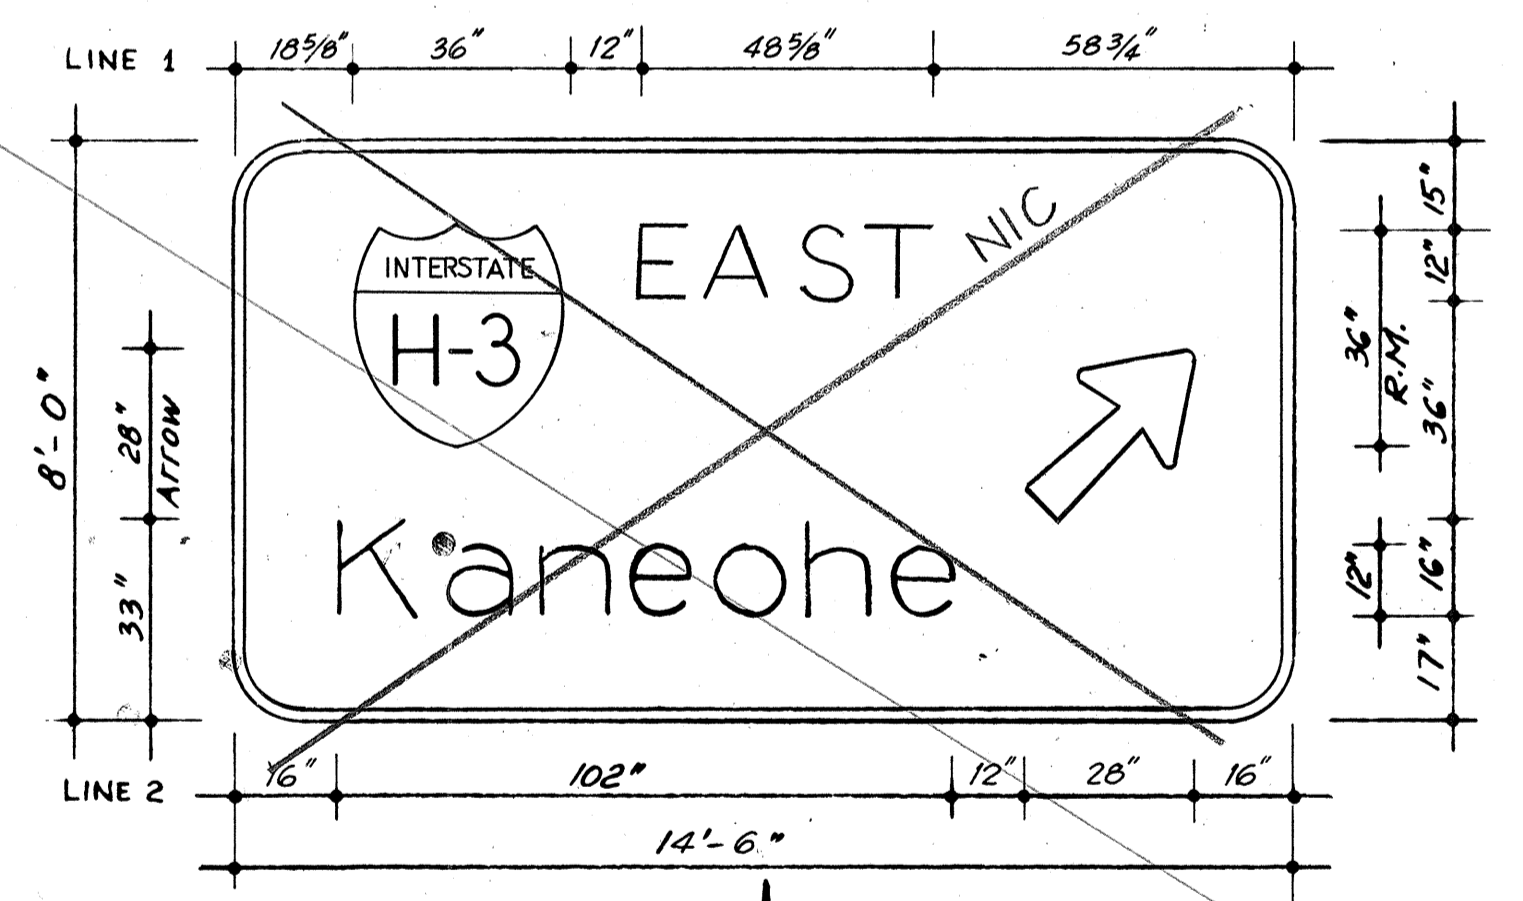 LINE 1
18 5/8" 36" 12" 48 5/8" 58 3/4"
INTERSTATE
H-3
EAST
NIC
Kaneohe
8'-0"
28"
Arrow
33"
15"
12"
36"
R.M.
36"
12"
16"
17"
LINE 2
16" 102" 12" 28" 16"
14'-6"